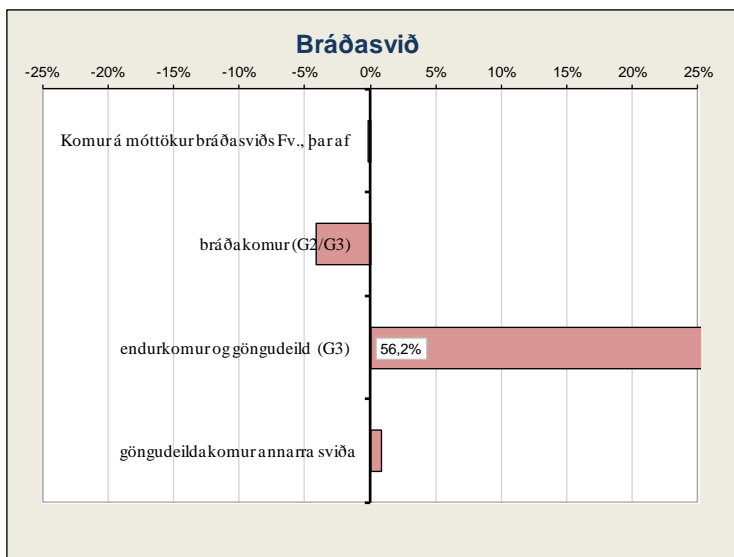 Bráðasvið
-25% -20% -15% -10% -5% 0% 5% 10% 15% 20% 25%
Komur á móttökur bráðasviðs Fv., þar af
bráðakomur (G2/G3)
endurkomur og göngudeild (G3)
56,2%
göngudeildakomur annarra sviða